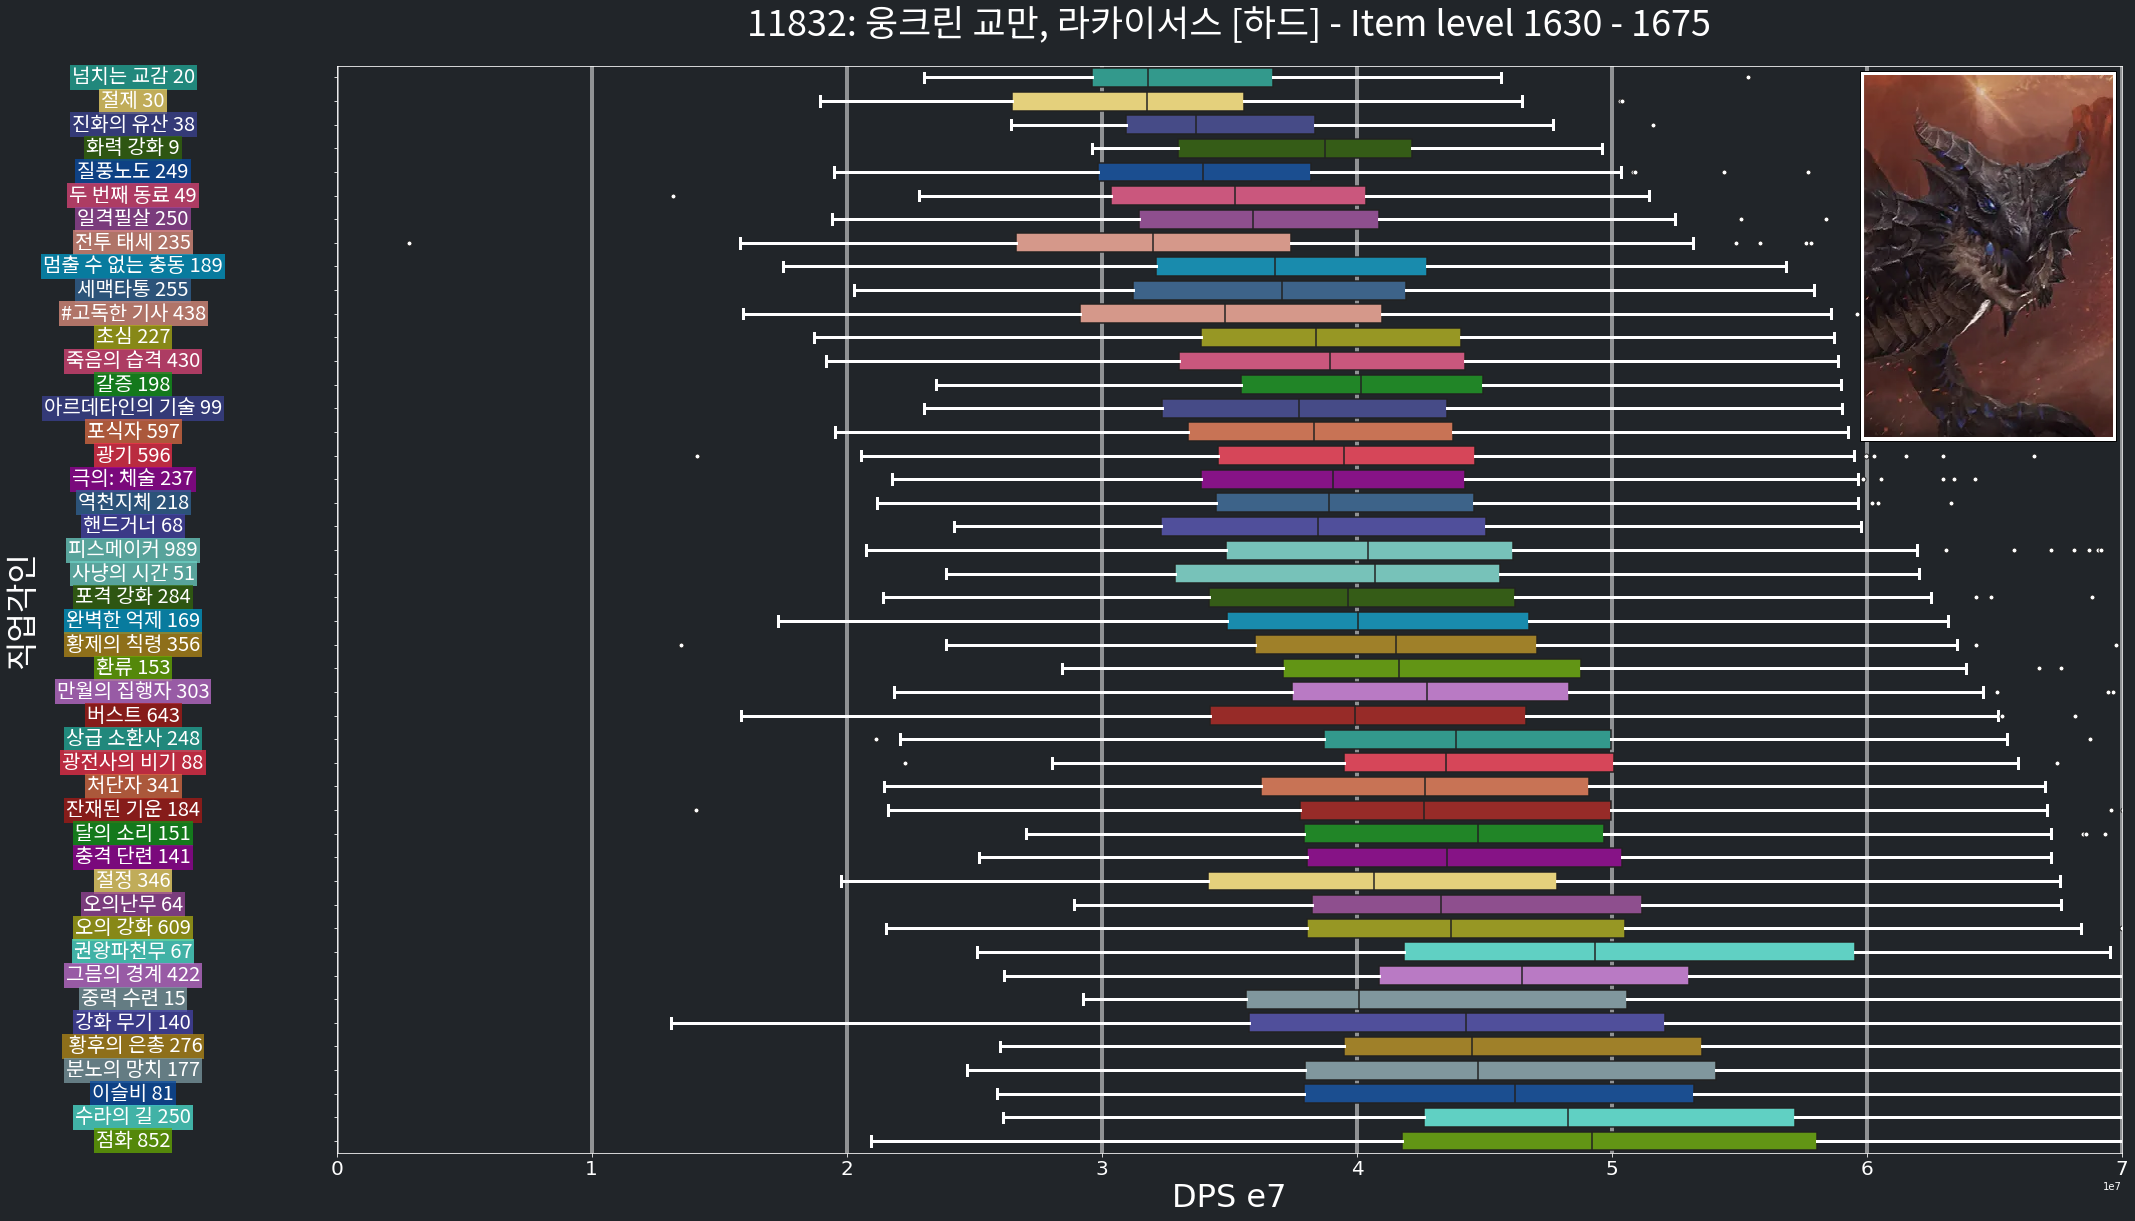 11832: 웅크린 교만, 라카이서스 [하드] - Item level 1630 - 1675
직업각인
넘치는 교감 20
절제 30
진화의 유산 38
화력 강화 9
질풍노도 249
두 번째 동료 49
일격필살 250
전투 태세 235
멈출 수 없는 충동 189
세맥타통 255
#고독한 기사 438
초심 227
죽음의 습격 430
갈증 198
아르데타인의 기술 99
포식자 597
광기 596
극의: 체술 237
역천지체 218
핸드거너 68
피스메이커 989
사냥의 시간 51
포격 강화 284
완벽한 억제 169
황제의 칙령 356
환류 153
만월의 집행자 303
버스트 643
상급 소환사 248
광전사의 비기 88
처단자 341
잔재된 기운 184
달의 소리 151
충격 단련 141
절정 346
오의난무 64
오의 강화 609
권왕파천무 67
그믐의 경계 422
중력 수련 15
강화 무기 140
황후의 은총 276
분노의 망치 177
이슬비 81
수라의 길 250
점화 852
0 1 2 3 4 5 6 7
1e7
DPS e7